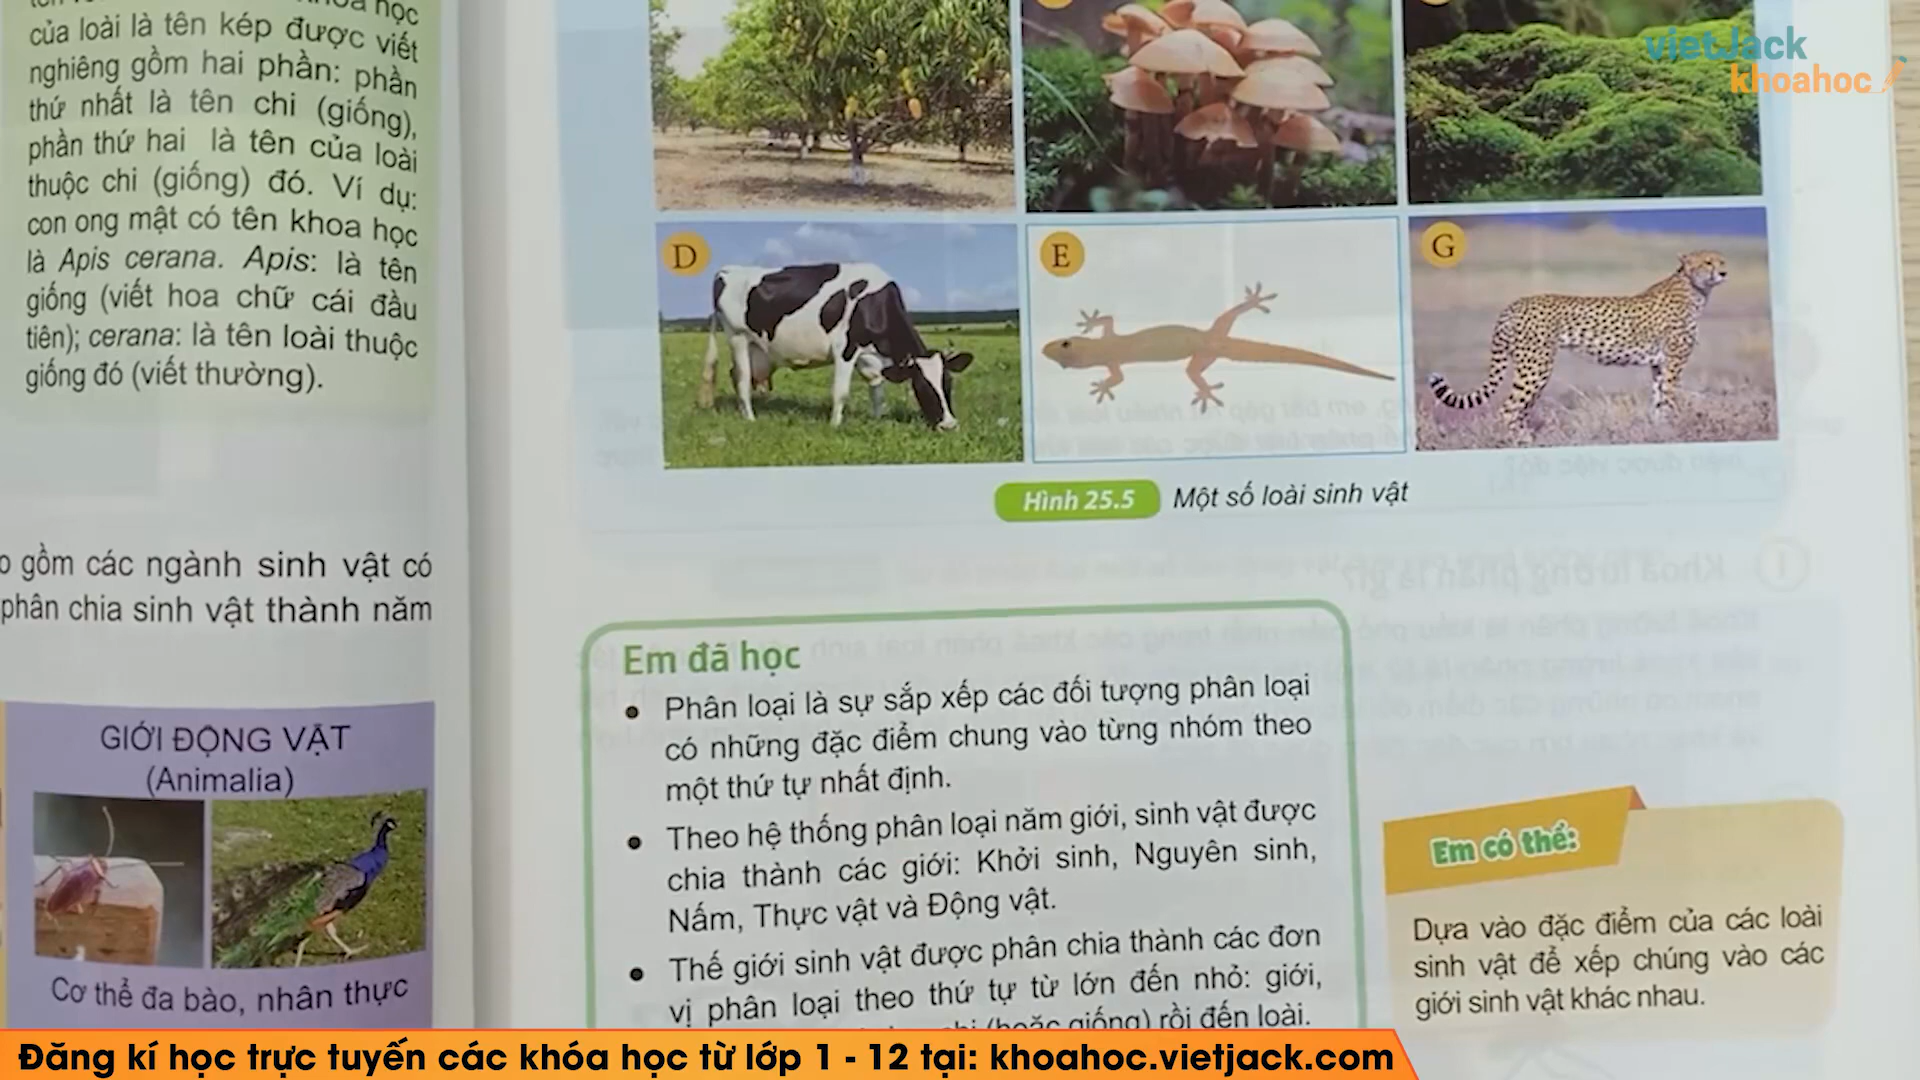 học
của loài là tên kép được viết
nghiêng gồm hai phần: phần
thứ nhất là tên chi (giống),
phần thứ hai là tên của loài
thuộc chi (giống) đó. Ví dụ:
con ong mật có tên khoa học
là Apis cerana. Apis: là tên
giống (viết hoa chữ cái đầu
tiên); cerana: là tên loài thuộc
giống đó (viết thường).
gồm các ngành sinh vật có
phân chia sinh vật thành năm
GIỚI ĐỘNG VẬT
(Animalia)
Cơ thể đa bào, nhân thực
vietJack
khoahoc
D
E
G
Hình 25.5 Một số loài sinh vật
Em đã học
• Phân loại là sự sắp xếp các đối tượng phân loại
có những đặc điểm chung vào từng nhóm theo
một thứ tự nhất định.
• Theo hệ thống phân loại năm giới, sinh vật được
chia thành các giới: Khởi sinh, Nguyên sinh,
Nấm, Thực vật và Động vật.
• Thế giới sinh vật được phân chia thành các đơn
vị phân loại theo thứ tự từ lớn đến nhỏ: giới,
(hoặc giống) rồi đến loài.
Em có thể:
Dựa vào đặc điểm của các loài
sinh vật để xếp chúng vào các
giới sinh vật khác nhau.
Đăng kí học trực tuyến các khóa học từ lớp 1 - 12 tại: khoahoc.vietjack.com